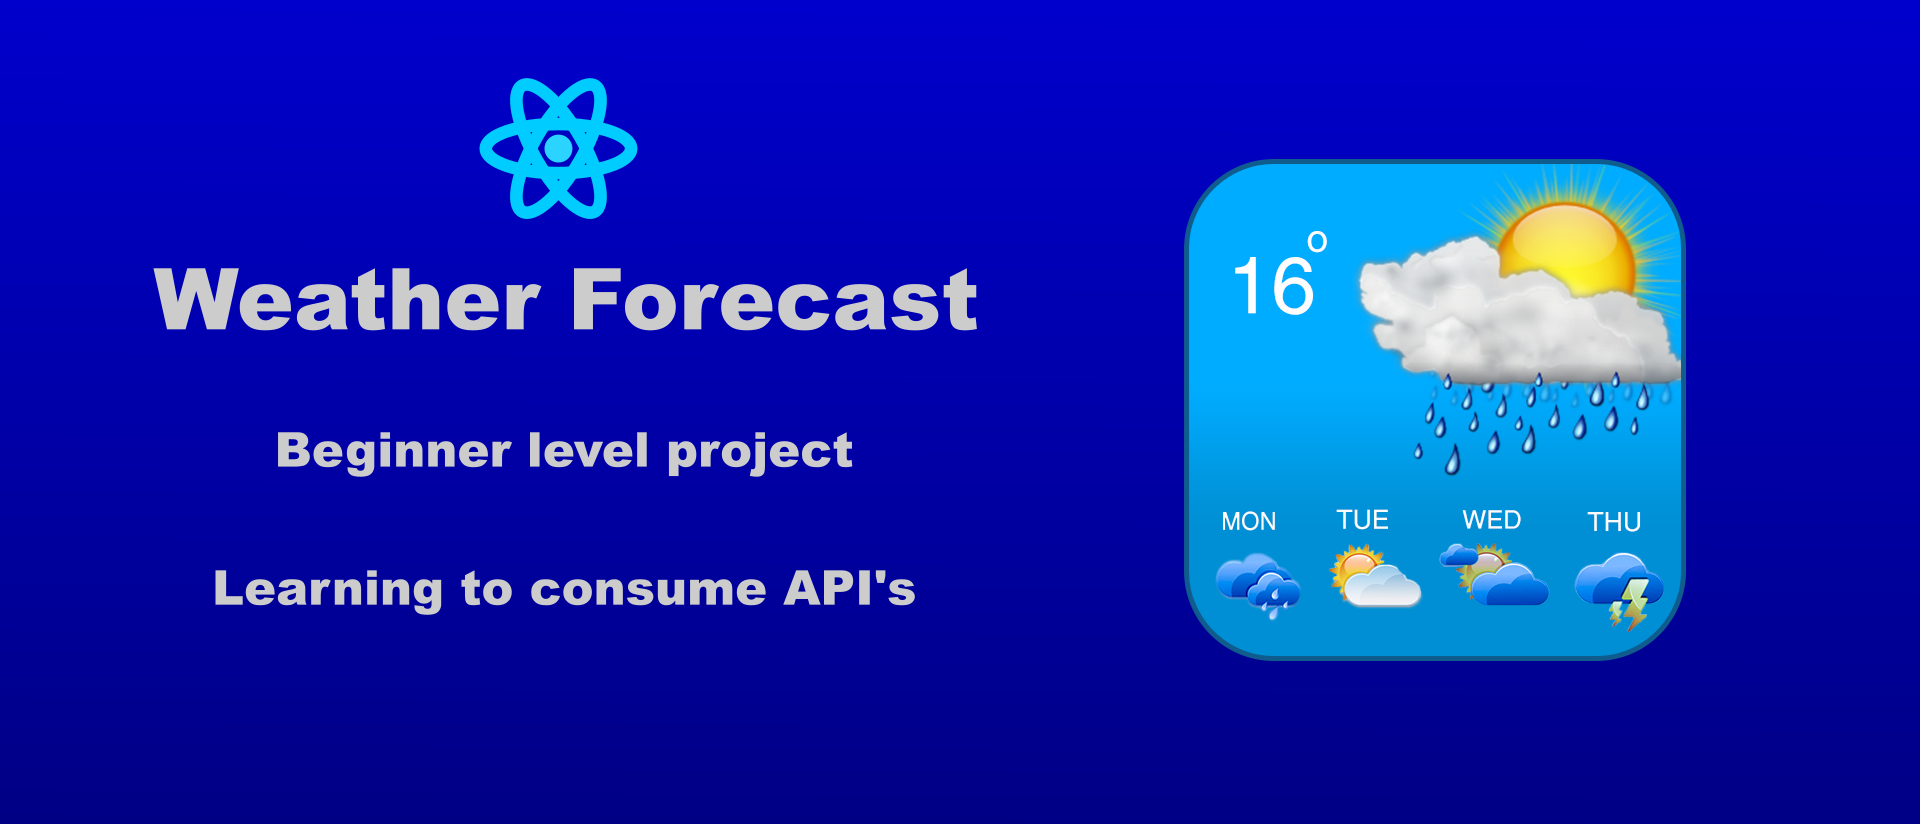 Weather Forecast
Beginner level project
Learning to consume API's
16°
MON TUE WED THU